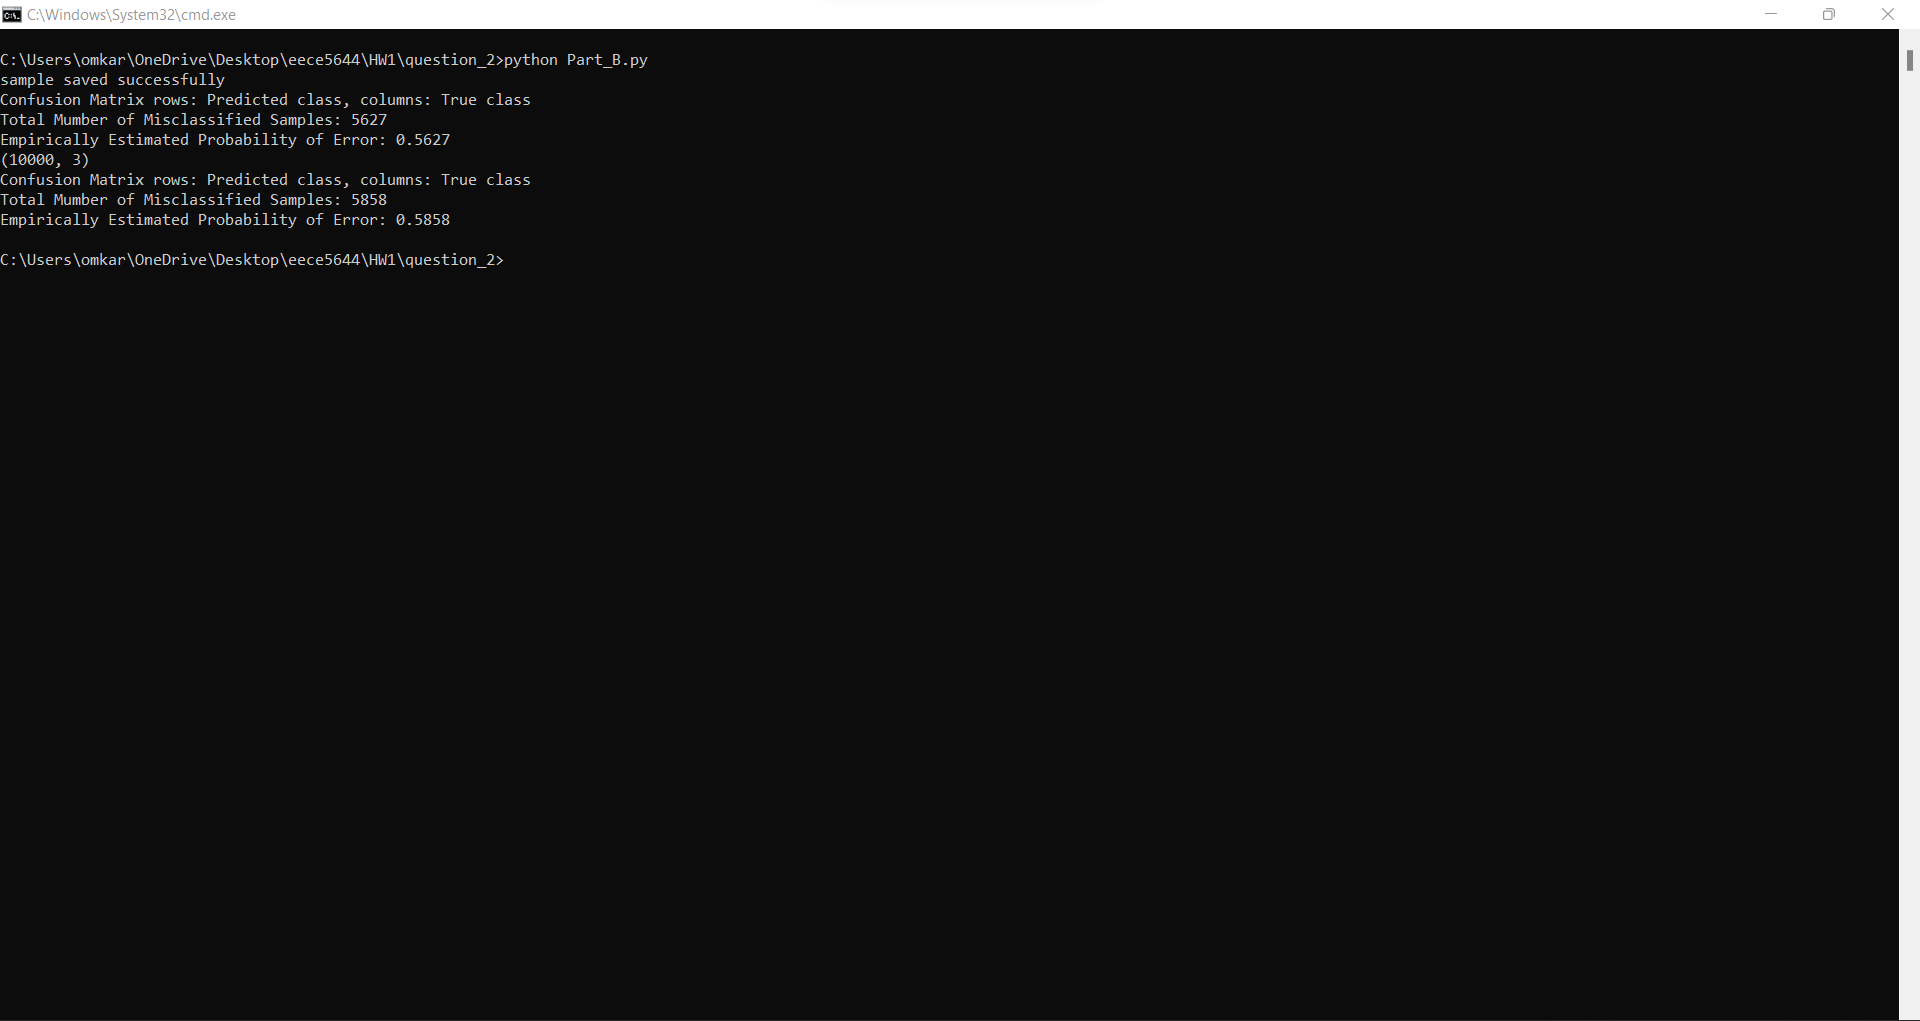 C:\Windows\System32\cmd.exe
C:\Users\omkar\OneDrive\Desktop\eece5644\HW1\question_2>python Part_B.py
sample saved successfully
Confusion Matrix rows: Predicted class, columns: True class
Total Mumber of Misclassified Samples: 5627
Empirically Estimated Probability of Error: 0.5627
(10000, 3)
Confusion Matrix rows: Predicted class, columns: True class
Total Mumber of Misclassified Samples: 5858
Empirically Estimated Probability of Error: 0.5858
C:\Users\omkar\OneDrive\Desktop\eece5644\HW1\question_2>